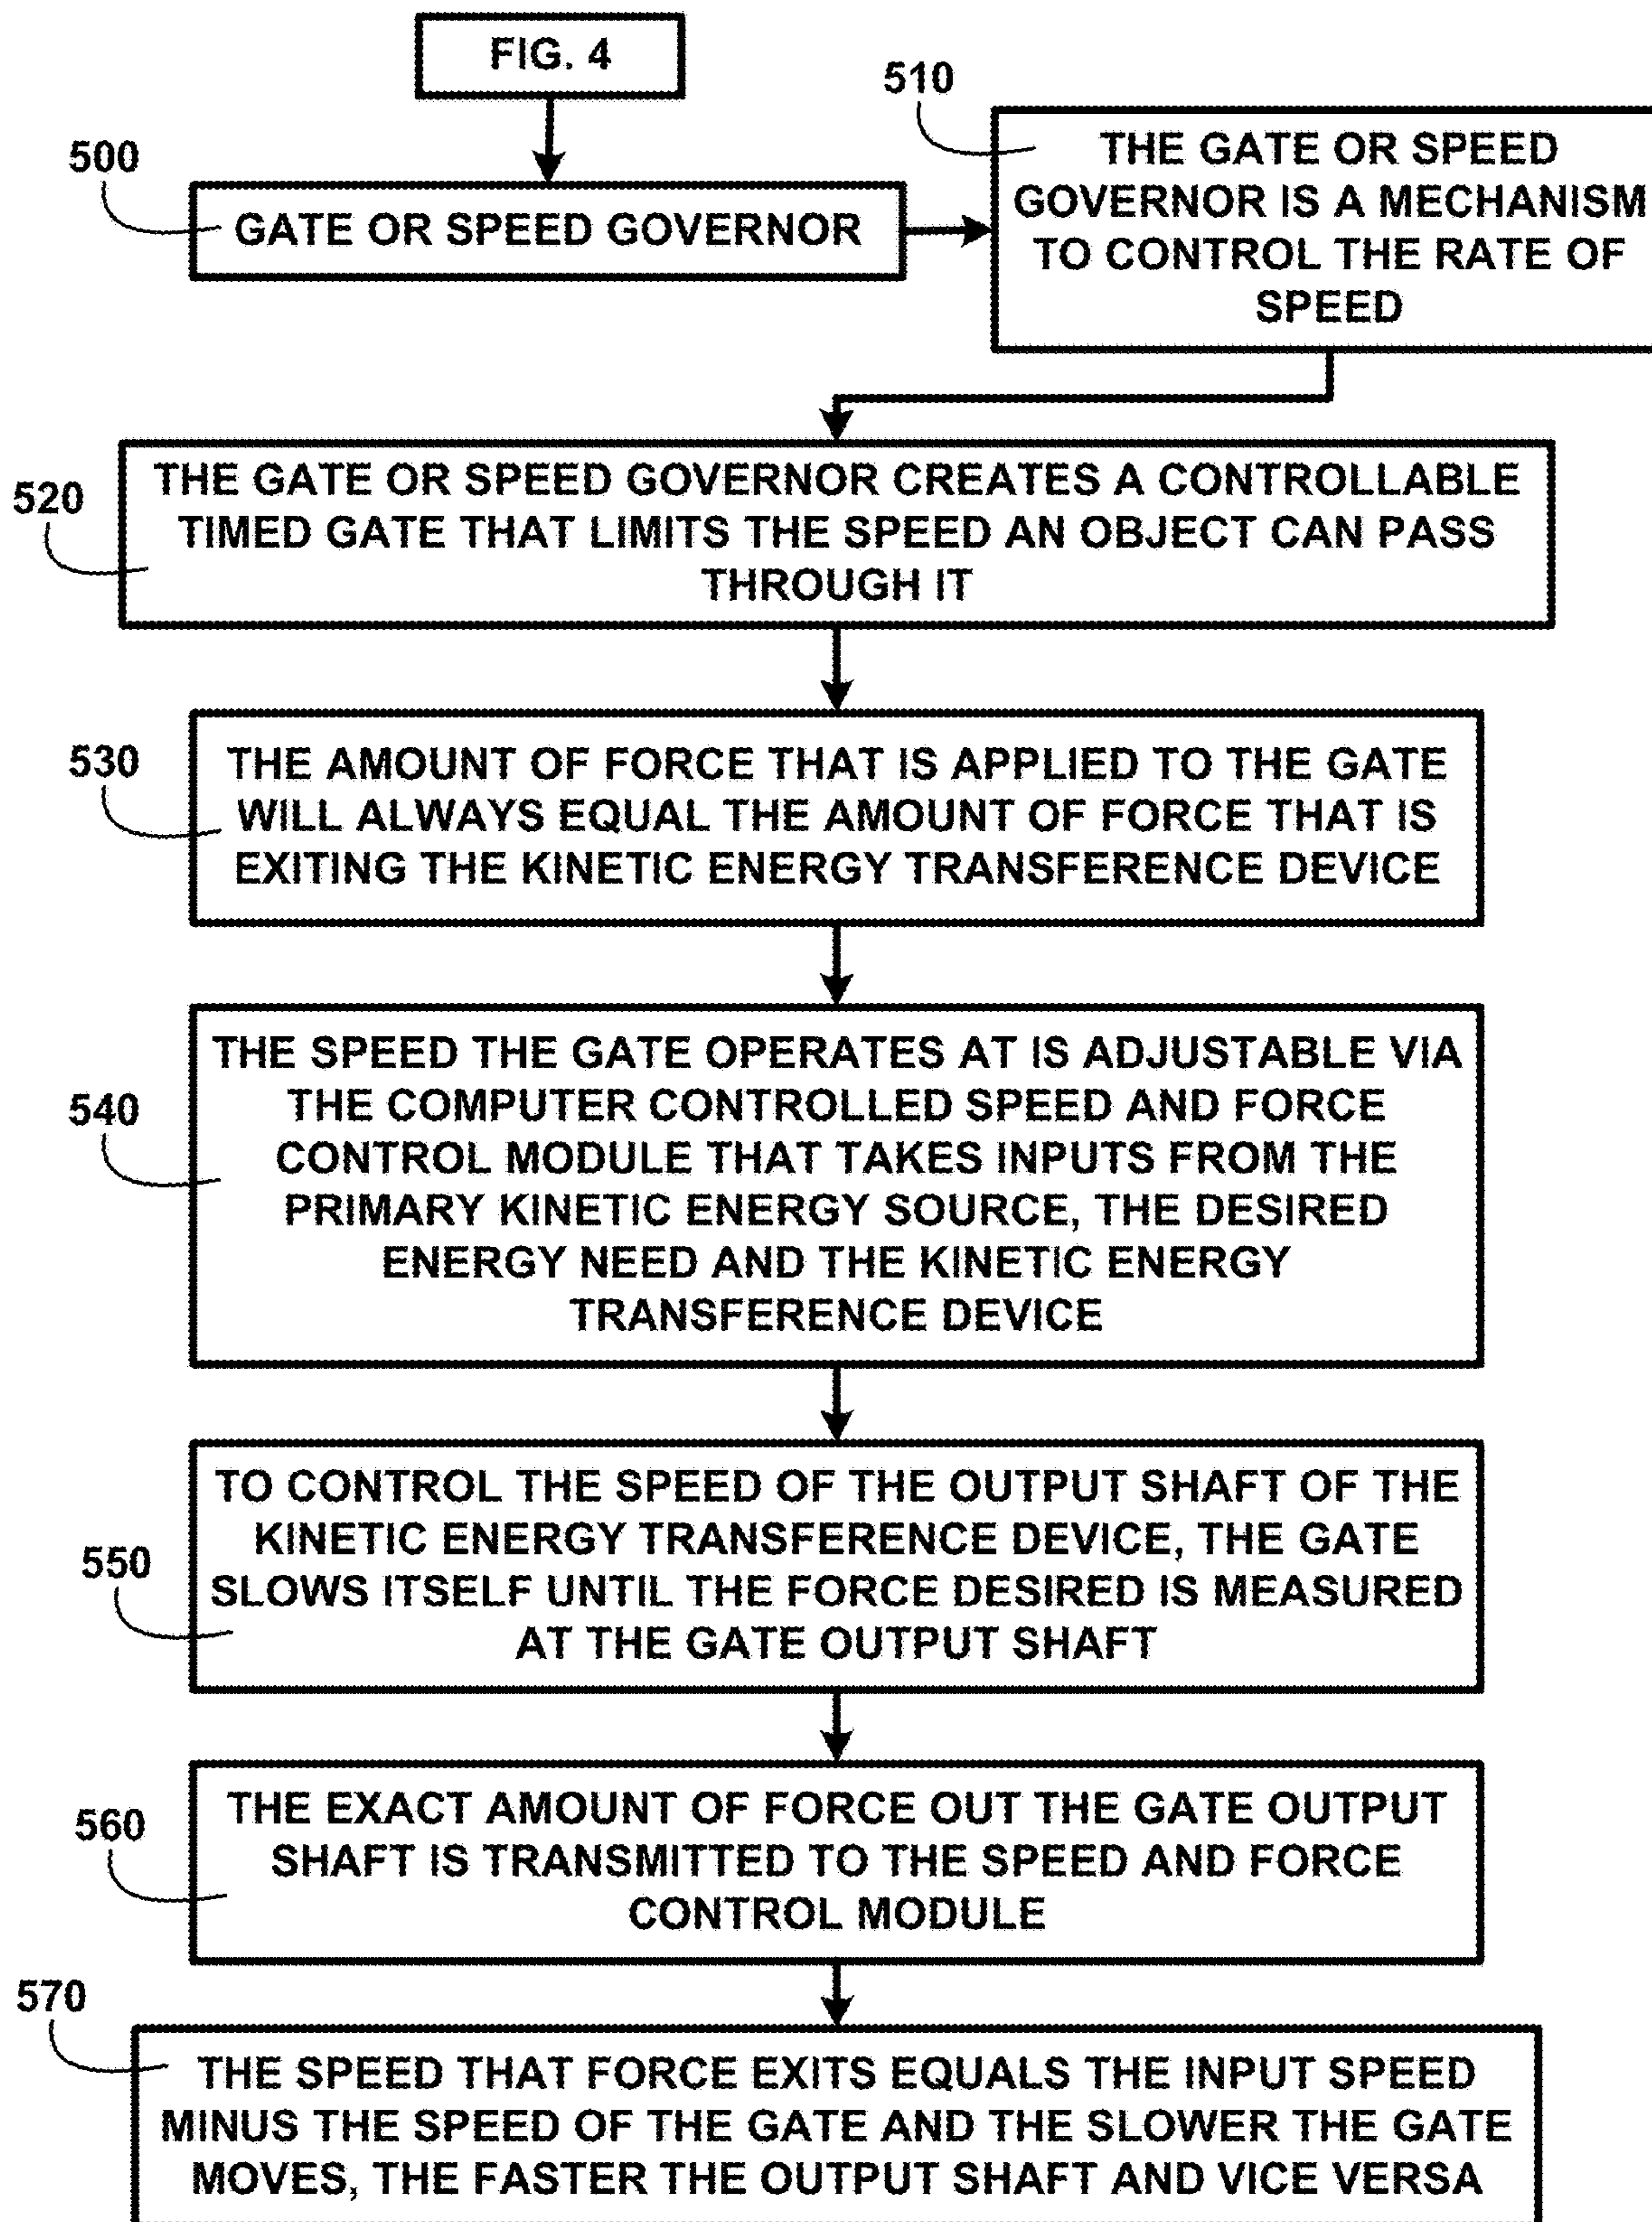 FIG. 4
510
THE GATE OR SPEED
GOVERNOR IS A MECHANISM
TO CONTROL THE RATE OF
SPEED
500
GATE OR SPEED GOVERNOR
520
THE GATE OR SPEED GOVERNOR CREATES A CONTROLLABLE
TIMED GATE THAT LIMITS THE SPEED AN OBJECT CAN PASS
THROUGH IT
530
THE AMOUNT OF FORCE THAT IS APPLIED TO THE GATE
WILL ALWAYS EQUAL THE AMOUNT OF FORCE THAT IS
EXITING THE KINETIC ENERGY TRANSFERENCE DEVICE
540
THE SPEED THE GATE OPERATES AT IS ADJUSTABLE VIA
THE COMPUTER CONTROLLED SPEED AND FORCE
CONTROL MODULE THAT TAKES INPUTS FROM THE
PRIMARY KINETIC ENERGY SOURCE, THE DESIRED
ENERGY NEED AND THE KINETIC ENERGY
TRANSFERENCE DEVICE
550
TO CONTROL THE SPEED OF THE OUTPUT SHAFT OF THE
KINETIC ENERGY TRANSFERENCE DEVICE, THE GATE
SLOWS ITSELF UNTIL THE FORCE DESIRED IS MEASURED
AT THE GATE OUTPUT SHAFT
560
THE EXACT AMOUNT OF FORCE OUT THE GATE OUTPUT
SHAFT IS TRANSMITTED TO THE SPEED AND FORCE
CONTROL MODULE
570
THE SPEED THAT FORCE EXITS EQUALS THE INPUT SPEED
MINUS THE SPEED OF THE GATE AND THE SLOWER THE GATE
MOVES, THE FASTER THE OUTPUT SHAFT AND VICE VERSA